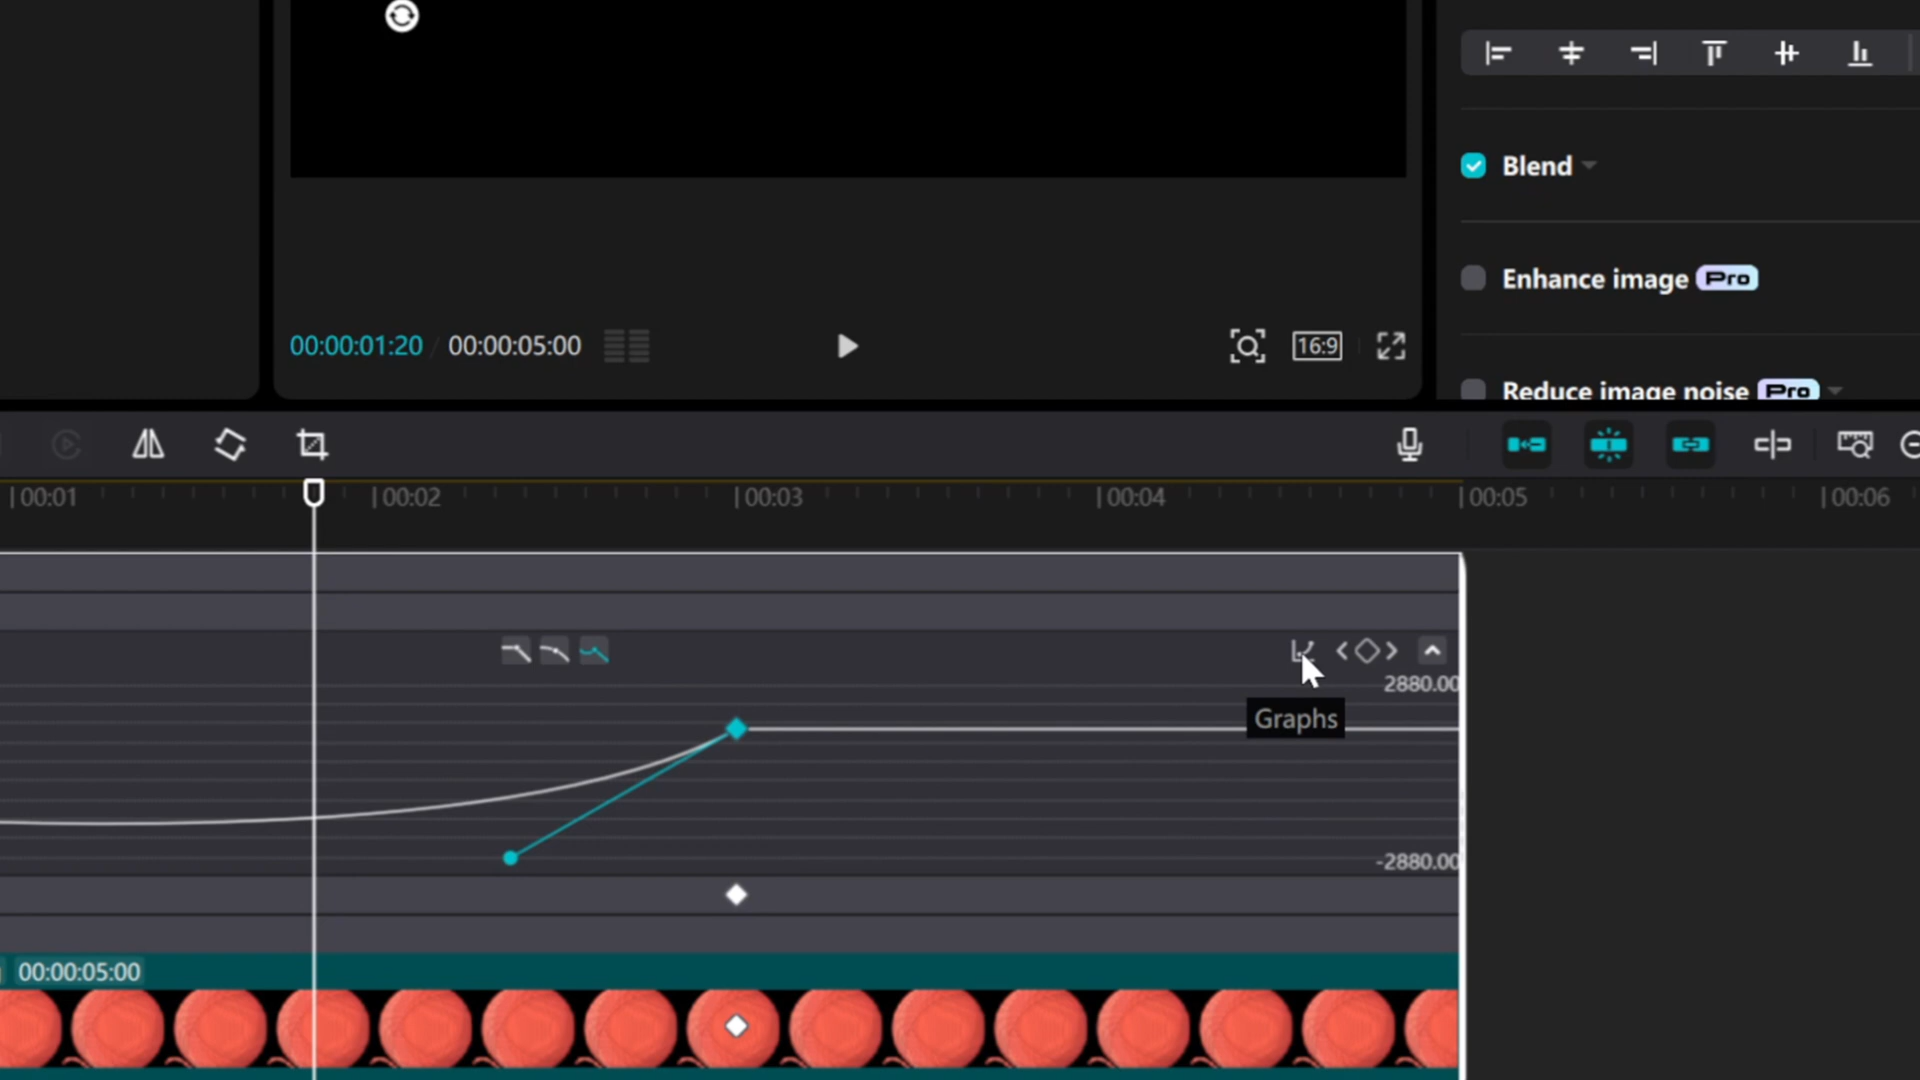 Blend
Enhance image Pro
00:00:01:20 / 00:00:05:00
16:9
Reduce image noise Pro
00:01 00:02 00:03 00:04 00:05 00:06
2880.00
Graphs
-2880.00
00:00:05:00